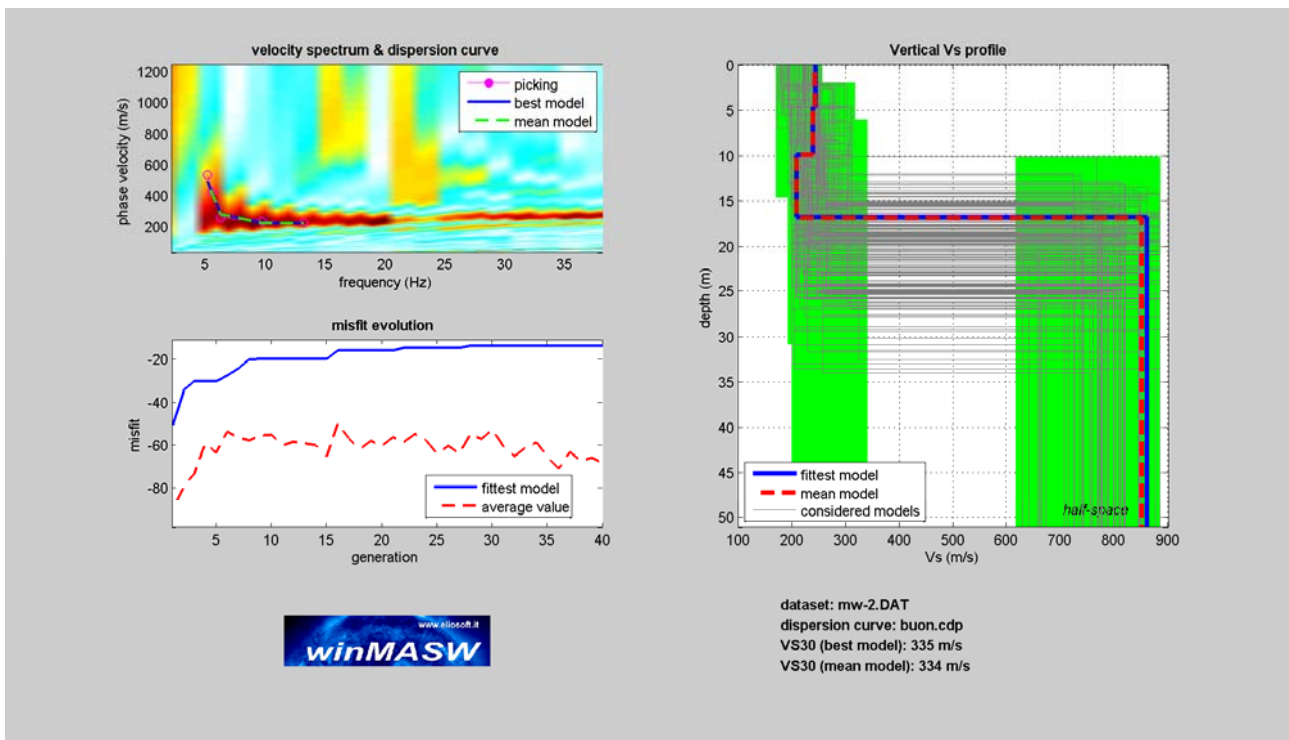 velocity spectrum & dispersion curve
1200
1000
800
600
400
200
phase velocity (m/s)
picking
best model
mean model
5 10 15 20 25 30 35
frequency (Hz)
misfit evolution
-20
-40
-60
-80
misfit
fittest model
average value
5 10 15 20 25 30 35 40
generation
www.eliosoft.it
winMASW
Vertical Vs profile
0
5
10
15
20
25
30
35
40
45
50
depth (m)
fittest model
mean model
considered models
half-space
100 200 300 400 500 600 700 800 900
Vs (m/s)
dataset: mw-2.DAT
dispersion curve: buon.cdp
VS30 (best model): 335 m/s
VS30 (mean model): 334 m/s